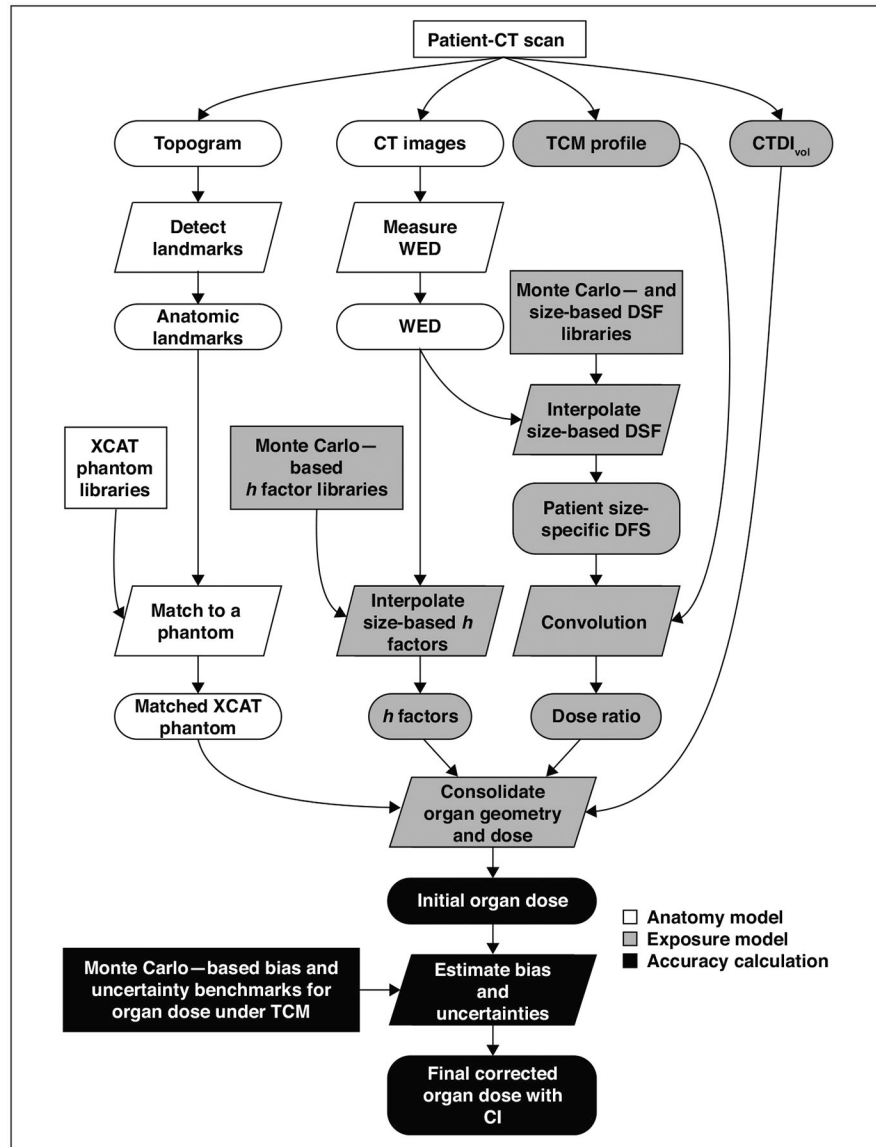 Patient-CT scan
Topogram
CT images
TCM profile
CTDIvol
Detect
landmarks
Measure
WED
Anatomic
landmarks
WED
Monte Carlo— and
size-based DSF
libraries
Interpolate
size-based DSF
XCAT
phantom
libraries
Monte Carlo—
based
h factor libraries
Patient size-
specific DFS
Match to a
phantom
Interpolate
size-based h
factors
Convolution
Matched XCAT
phantom
h factors
Dose ratio
Consolidate
organ geometry
and dose
Initial organ dose
Anatomy model
Exposure model
Accuracy calculation
Monte Carlo—based bias and
uncertainty benchmarks for
organ dose under TCM
Estimate bias
and
uncertainties
Final corrected
organ dose with
CI